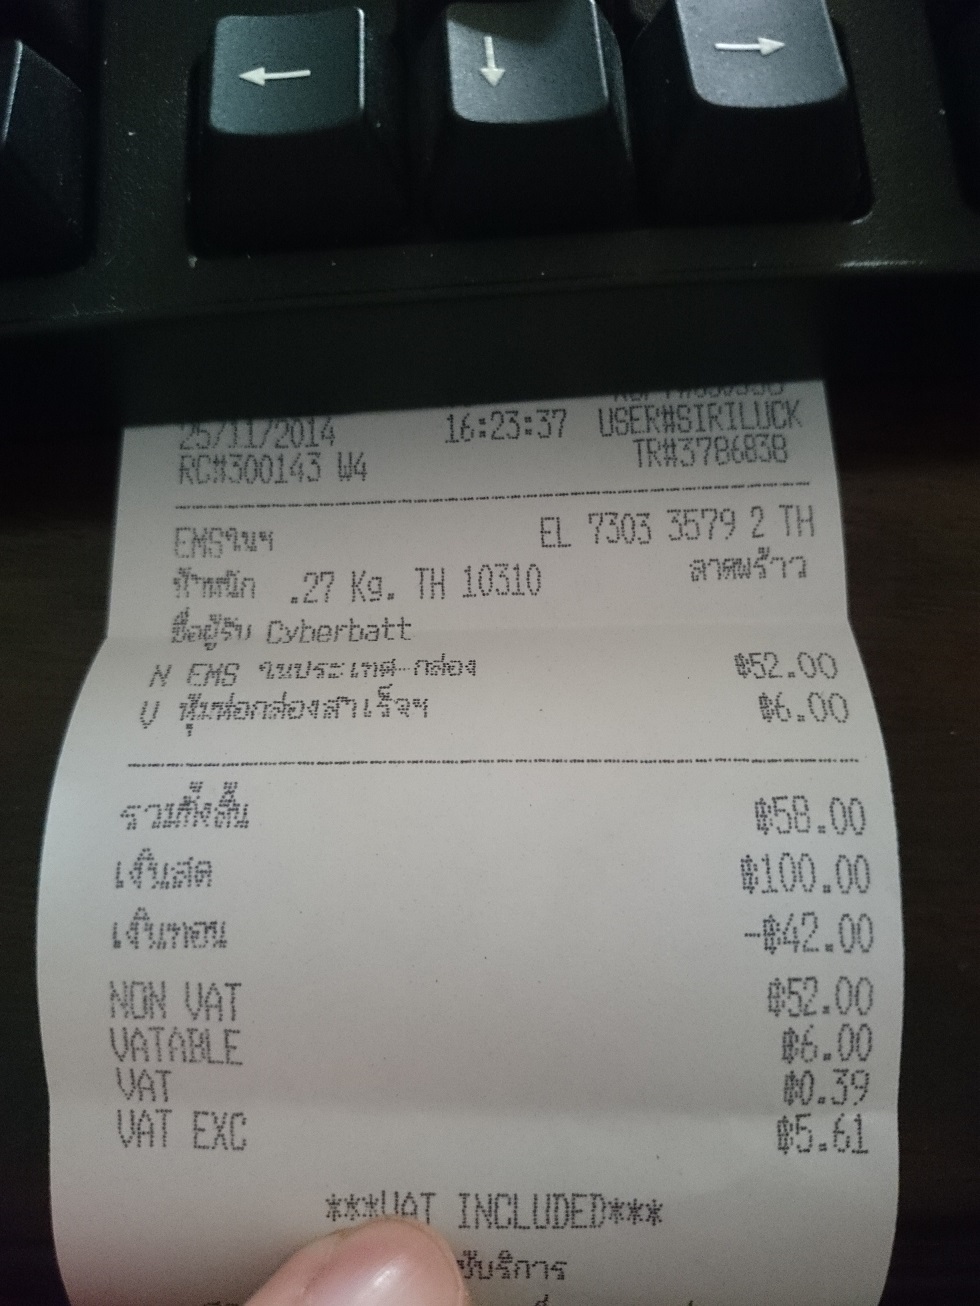 ← ↓ →
25/11/2014 16:23:37 USER#SIRILUCK
RC#300143 W4 TR#3786838
EMSในฯ EL 7303 3579 2 TH
น้ำหนัก .27 Kg. TH 10310 ลาดพร้าว
ชื่อผู้รับ Cyberbatt
N EMS ในประเทศ-กล่อง ฿52.00
V หุ้มห่อกล่องสำเร็จฯ ฿6.00
รวมทั้งสิ้น ฿58.00
เงินสด ฿100.00
เงินทอน -฿42.00
NON VAT ฿52.00
VATABLE ฿6.00
VAT ฿0.39
VAT EXC ฿5.61
***VAT INCLUDED***
บริการ